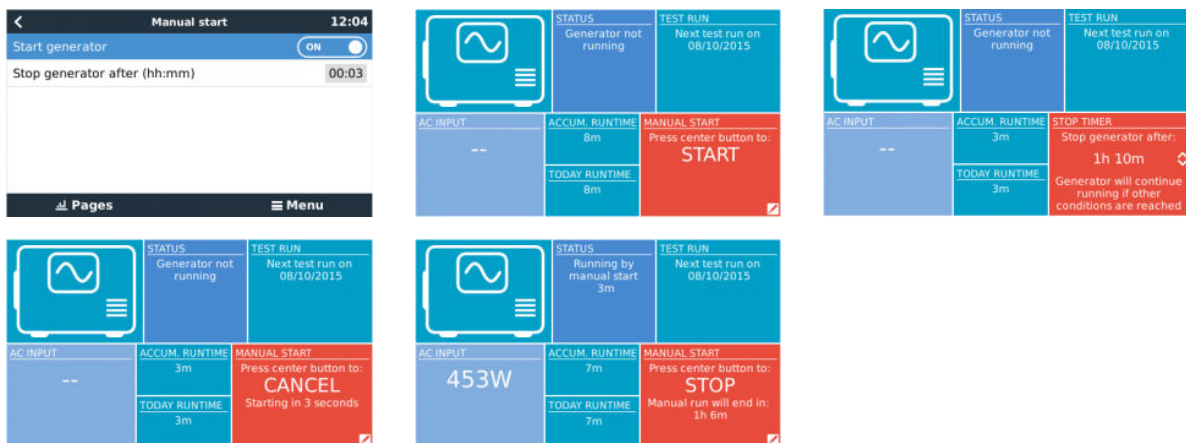 Manual start 12:04
Start generator ON
Stop generator after (hh:mm) 00:03
Pages Menu
STATUS
Generator not
running
TEST RUN
Next test run on
08/10/2015
AC INPUT
--
ACCUM. RUNTIME
8m
TODAY RUNTIME
8m
MANUAL START
Press center button to:
START
STATUS
Generator not
running
TEST RUN
Next test run on
08/10/2015
AC INPUT
--
ACCUM. RUNTIME
3m
TODAY RUNTIME
3m
STOP TIMER
Stop generator after:
1h 10m
Generator will continue
running if other
conditions are reached
STATUS
Generator not
running
TEST RUN
Next test run on
08/10/2015
AC INPUT
--
ACCUM. RUNTIME
3m
TODAY RUNTIME
3m
MANUAL START
Press center button to:
CANCEL
Starting in 3 seconds
STATUS
Running by
manual start
3m
TEST RUN
Next test run on
08/10/2015
AC INPUT
453W
ACCUM. RUNTIME
7m
TODAY RUNTIME
7m
MANUAL START
Press center button to:
STOP
Manual run will end in:
1h 6m